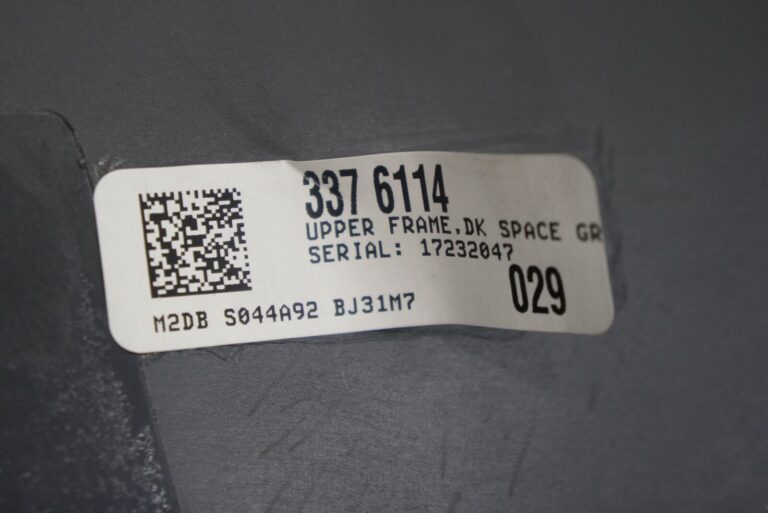 337 6114
UPPER FRAME,DK SPACE GR
SERIAL: 17232047
029
M2DB S044A92 BJ31M7